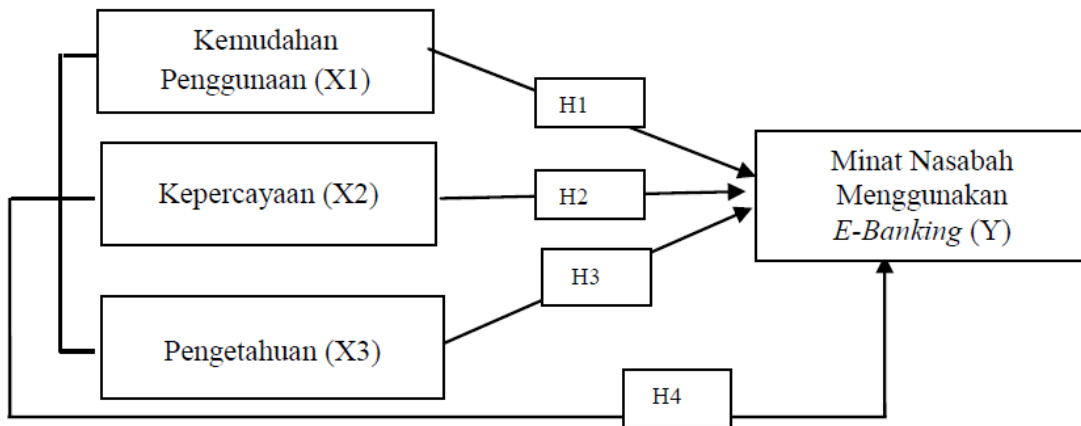 Kemudahan
Penggunaan (X1)
H1
Kepercayaan (X2)
H2
Minat Nasabah
Menggunakan
E-Banking (Y)
H3
Pengetahuan (X3)
H4